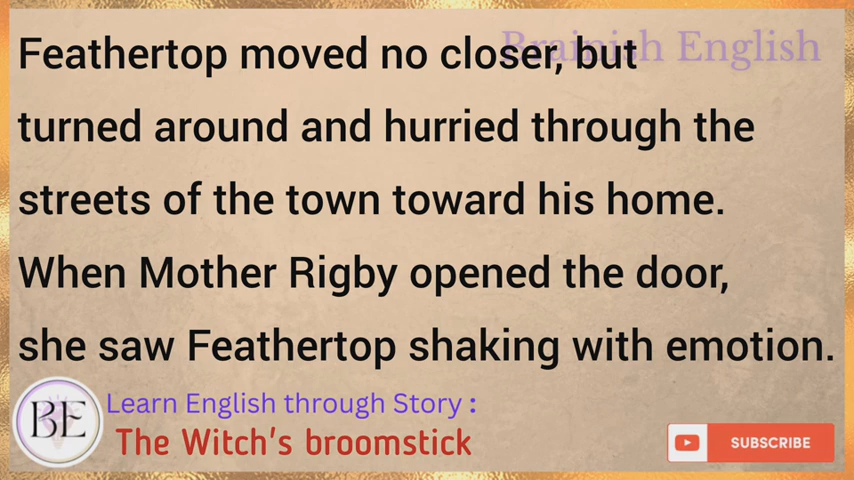 Brainish English
Feathertop moved no closer, but
turned around and hurried through the
streets of the town toward his home.
When Mother Rigby opened the door,
she saw Feathertop shaking with emotion.
BE
Learn English through Story :
The Witch's broomstick
SUBSCRIBE